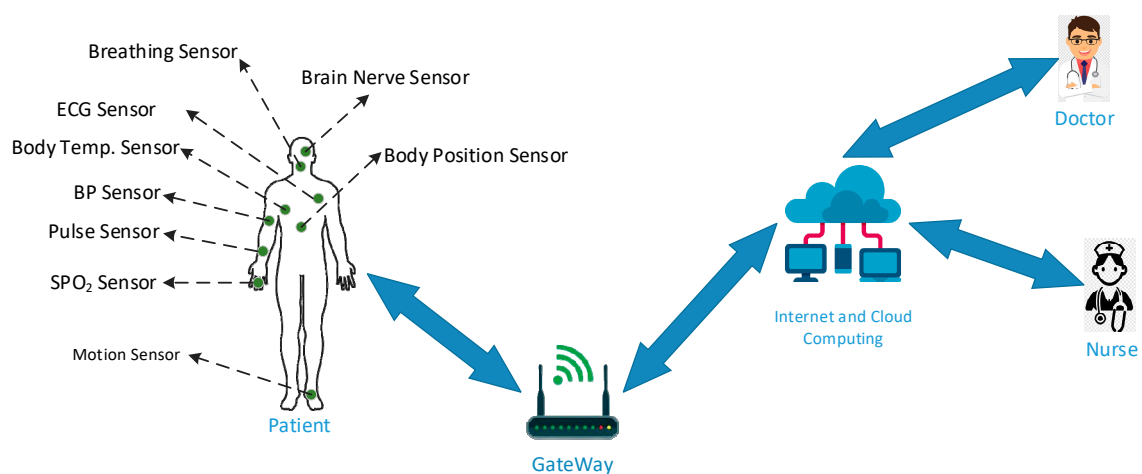 Breathing Sensor
Brain Nerve Sensor
ECG Sensor
Body Temp. Sensor
Body Position Sensor
BP Sensor
Pulse Sensor
SPO₂ Sensor
Motion Sensor
Patient
GateWay
Internet and Cloud
Computing
Doctor
Nurse